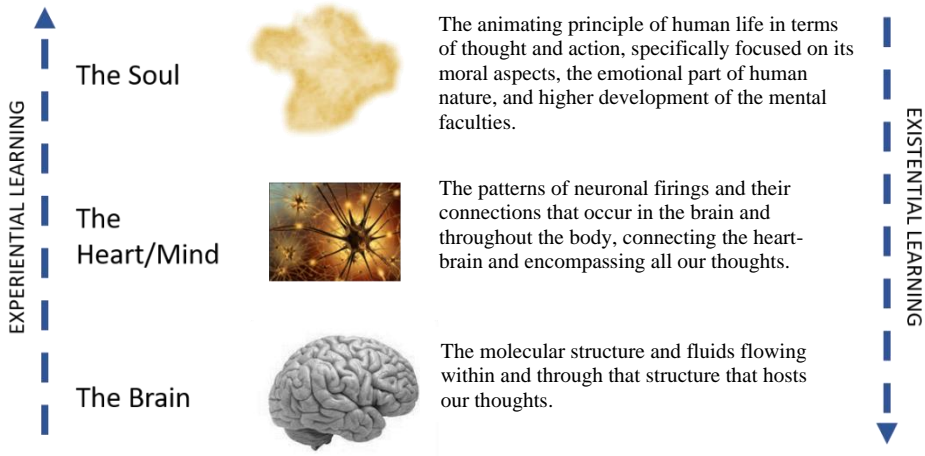 EXPERIENTIAL LEARNING
The Soul
The animating principle of human life in terms
of thought and action, specifically focused on its
moral aspects, the emotional part of human
nature, and higher development of the mental
faculties.
The
Heart/Mind
The patterns of neuronal firings and their
connections that occur in the brain and
throughout the body, connecting the heart-
brain and encompassing all our thoughts.
The Brain
The molecular structure and fluids flowing
within and through that structure that hosts
our thoughts.
EXISTENTIAL LEARNING